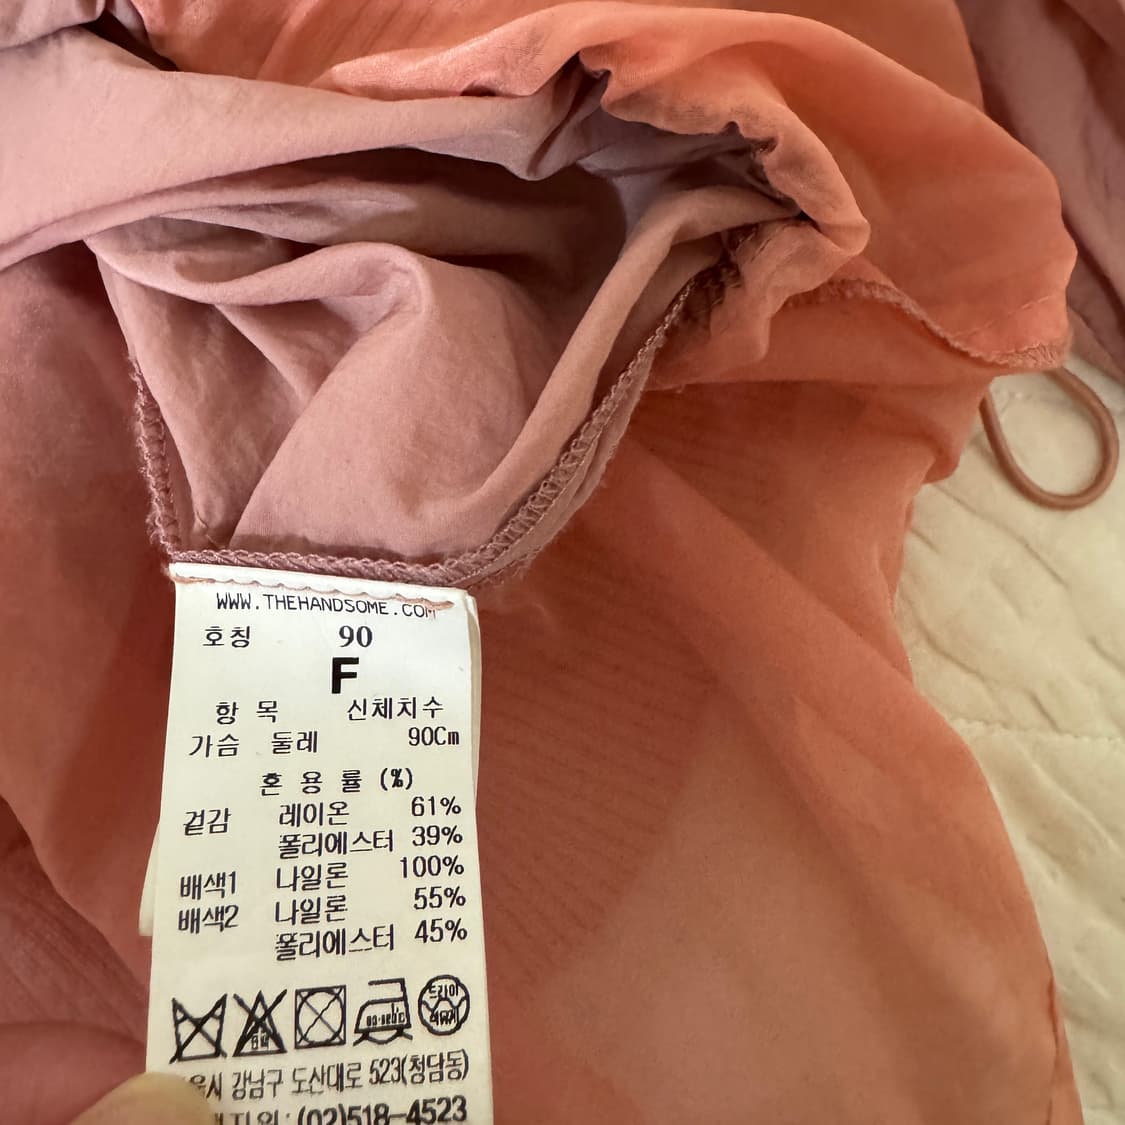 WWW.THEHANDSOME.COM
호칭 90
F
항 목 신체치수
가슴 둘레 90Cm
혼 용 률 (%)
겉감 레이온 61%
폴리에스터 39%
배색1 나일론 100%
배색2 나일론 55%
폴리에스터 45%
드라이
강남구 도산대로 523(청담동)
(02)518-4523